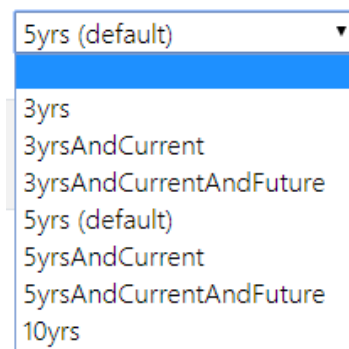 5yrs (default)
3yrs
3yrsAndCurrent
3yrsAndCurrentAndFuture
5yrs (default)
5yrsAndCurrent
5yrsAndCurrentAndFuture
10yrs